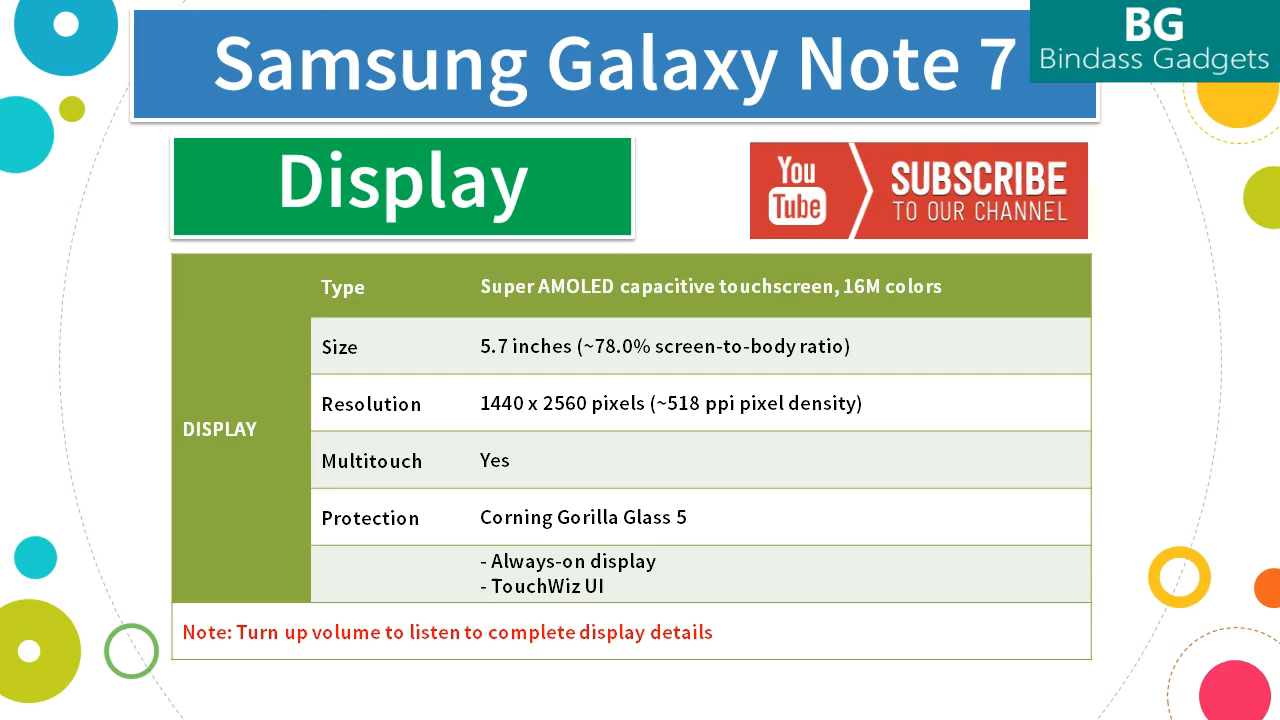 Samsung Galaxy Note 7
BG
Bindass Gadgets
Display
You
Tube
SUBSCRIBE
TO OUR CHANNEL
DISPLAY
Type Super AMOLED capacitive touchscreen, 16M colors
Size 5.7 inches (~78.0% screen-to-body ratio)
Resolution 1440 x 2560 pixels (~518 ppi pixel density)
Multitouch Yes
Protection Corning Gorilla Glass 5
- Always-on display
- TouchWiz UI
Note: Turn up volume to listen to complete display details